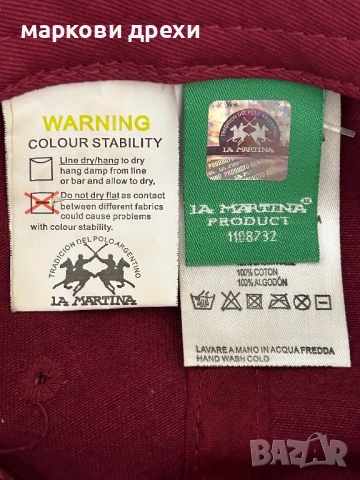 маркови дрехи
WARNING
COLOUR STABILITY
Line dry/hang to dry
hang damp from line
or bar and allow to dry.
Do not dry flat as contact
between different fabrics
could cause problems
with colour stability.
TRADICION DEL POLO ARGENTINO
LA MARTINA
LA MARTINA
LA MARTINA®
PRODUCT
1108732
100% COTTON
100% ALGODÓN
LAVARE A MANO IN ACQUA FREDDA
HAND WASH COLD
BAZAR